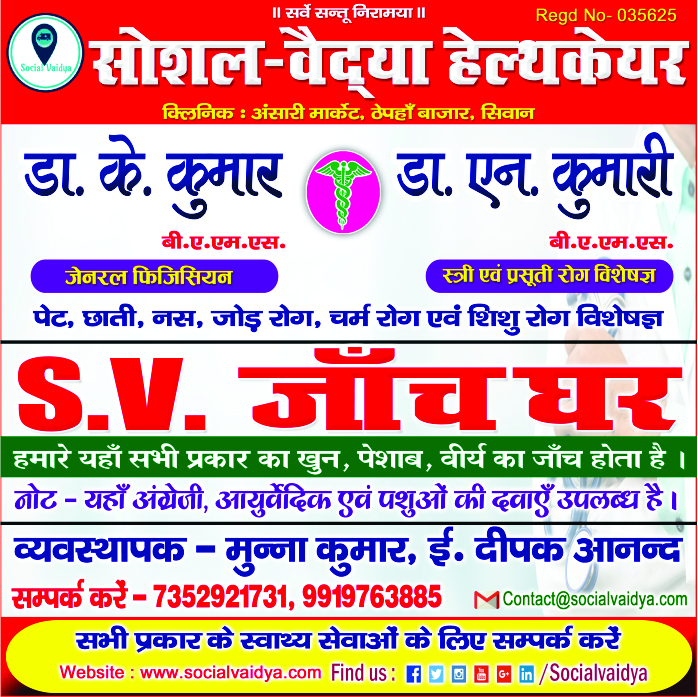 ॥ सर्वे सन्तू निरामया ॥
Regd No- 035625
Social Vaidya
सोशल-वैद्या हेल्थकेयर
क्लिनिक : अंसारी मार्केट, ठेपहाँ बाजार, सिवान
डा. के. कुमार
डा. एन. कुमारी
बी.ए.एम.एस.
बी.ए.एम.एस.
जेनरल फिजिसियन
स्त्री एवं प्रसूती रोग विशेषज्ञ
पेट, छाती, नस, जोड़ रोग, चर्म रोग एवं शिशु रोग विशेषज्ञ
S.V. जाँच घर
हमारे यहाँ सभी प्रकार का खुन, पेशाब, वीर्य का जाँच होता है ।
नोट - यहाँ अंग्रेजी, आयुर्वेदिक एवं पशुओं की दवाएँ उपलब्ध है ।
व्यवस्थापक – मुन्ना कुमार, ई. दीपक आनन्द
सम्पर्क करें – 7352921731, 9919763885
Contact@socialvaidya.com
सभी प्रकार के स्वाथ्य सेवाओं के लिए सम्पर्क करें
Website : www.socialvaidya.com Find us : /Socialvaidya